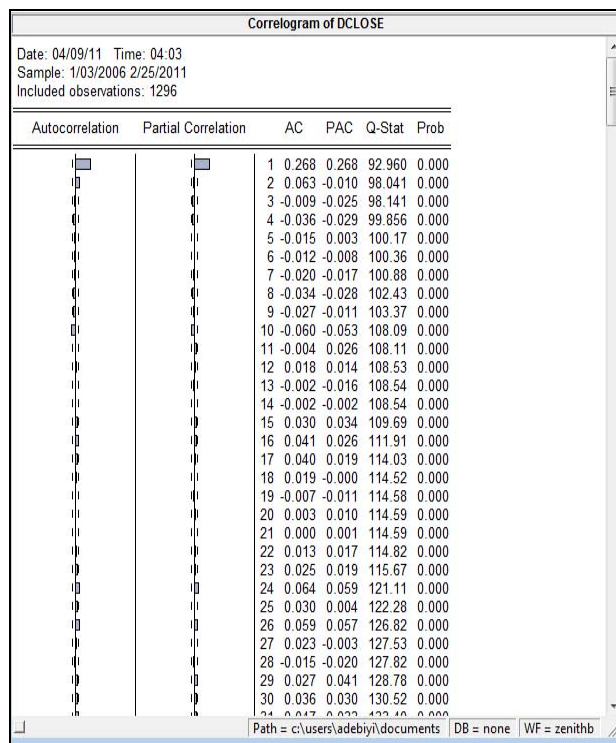 Correlogram of DCLOSE
Date: 04/09/11 Time: 04:03
Sample: 1/03/2006 2/25/2011
Included observations: 1296
Autocorrelation Partial Correlation AC PAC Q-Stat Prob
1 0.268 0.268 92.960 0.000
2 0.063 -0.010 98.041 0.000
3 -0.009 -0.025 98.141 0.000
4 -0.036 -0.029 99.856 0.000
5 -0.015 0.003 100.17 0.000
6 -0.012 -0.008 100.36 0.000
7 -0.020 -0.017 100.88 0.000
8 -0.034 -0.028 102.43 0.000
9 -0.027 -0.011 103.37 0.000
10 -0.060 -0.053 108.09 0.000
11 -0.004 0.026 108.11 0.000
12 0.018 0.014 108.53 0.000
13 -0.002 -0.016 108.54 0.000
14 -0.002 -0.002 108.54 0.000
15 0.030 0.034 109.69 0.000
16 0.041 0.026 111.91 0.000
17 0.040 0.019 114.03 0.000
18 0.019 -0.000 114.52 0.000
19 -0.007 -0.011 114.58 0.000
20 0.003 0.010 114.59 0.000
21 0.000 0.001 114.59 0.000
22 0.013 0.017 114.82 0.000
23 0.025 0.019 115.67 0.000
24 0.064 0.059 121.11 0.000
25 0.030 0.004 122.28 0.000
26 0.059 0.057 126.82 0.000
27 0.023 -0.003 127.53 0.000
28 -0.015 -0.020 127.82 0.000
29 0.027 0.041 128.78 0.000
30 0.036 0.030 130.52 0.000
Path = c:\users\adebiyi\documents DB = none WF = zenithb